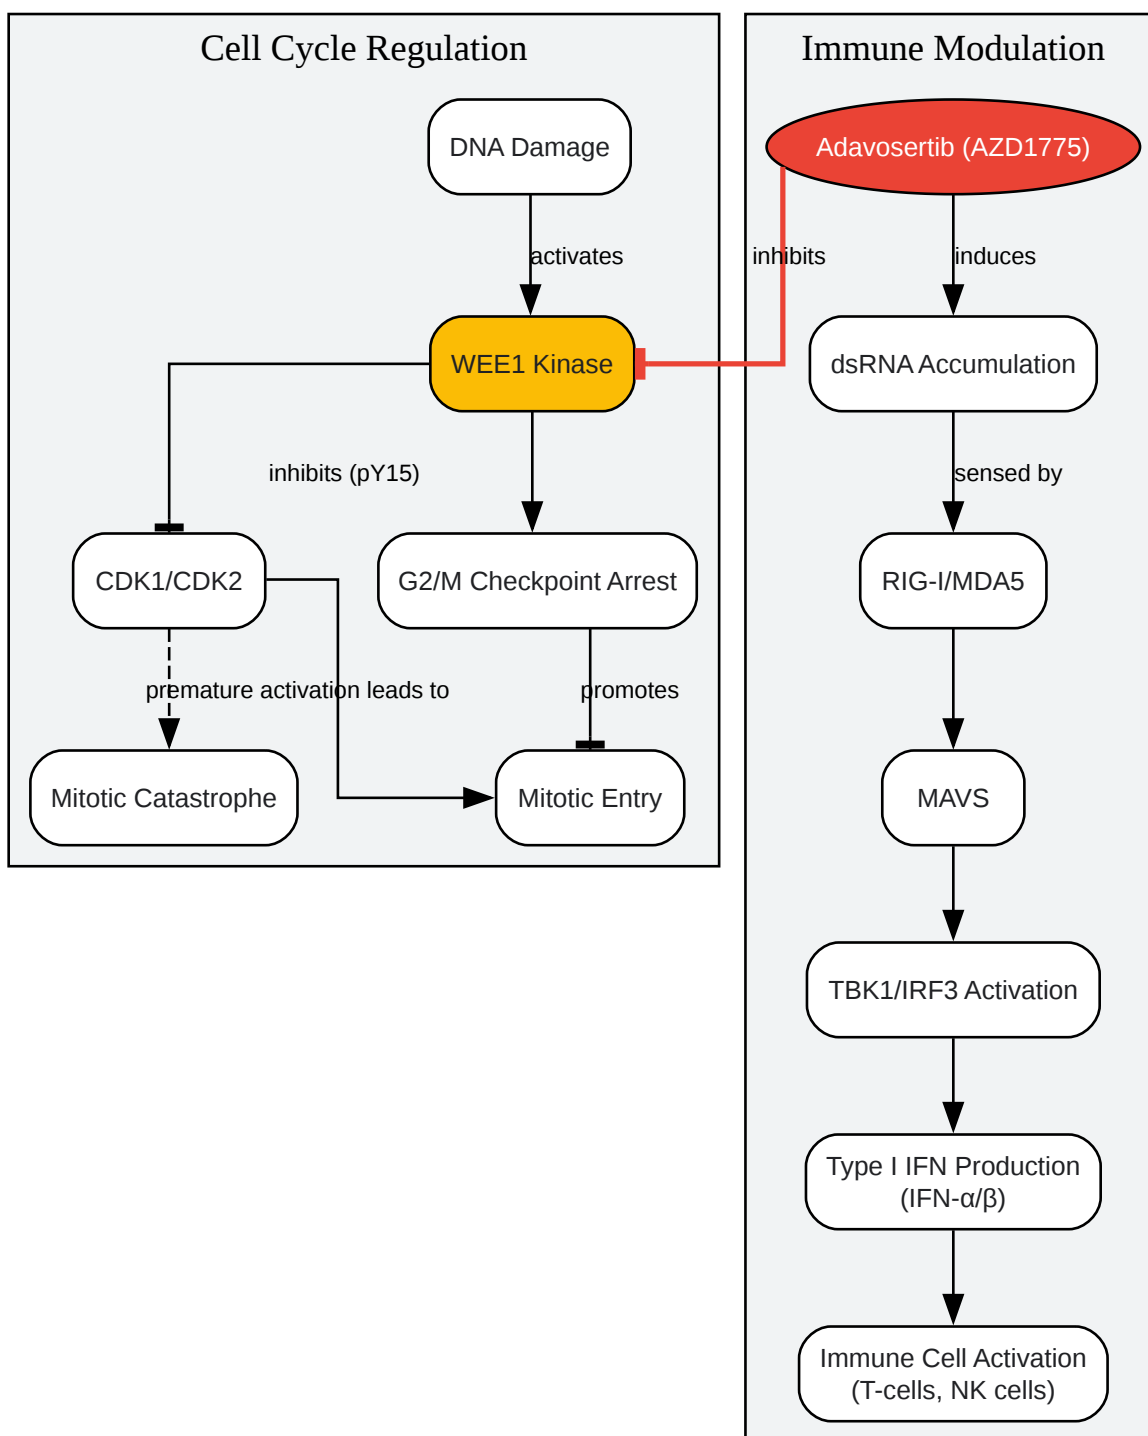 Cell Cycle Regulation
DNA Damage
activates
WEE1 Kinase
inhibits (pY15)
CDK1/CDK2
G2/M Checkpoint Arrest
premature activation leads to
promotes
Mitotic Catastrophe
Mitotic Entry
Immune Modulation
Adavosertib (AZD1775)
inhibits
induces
dsRNA Accumulation
sensed by
RIG-I/MDA5
MAVS
TBK1/IRF3 Activation
Type I IFN Production
(IFN-α/β)
Immune Cell Activation
(T-cells, NK cells)